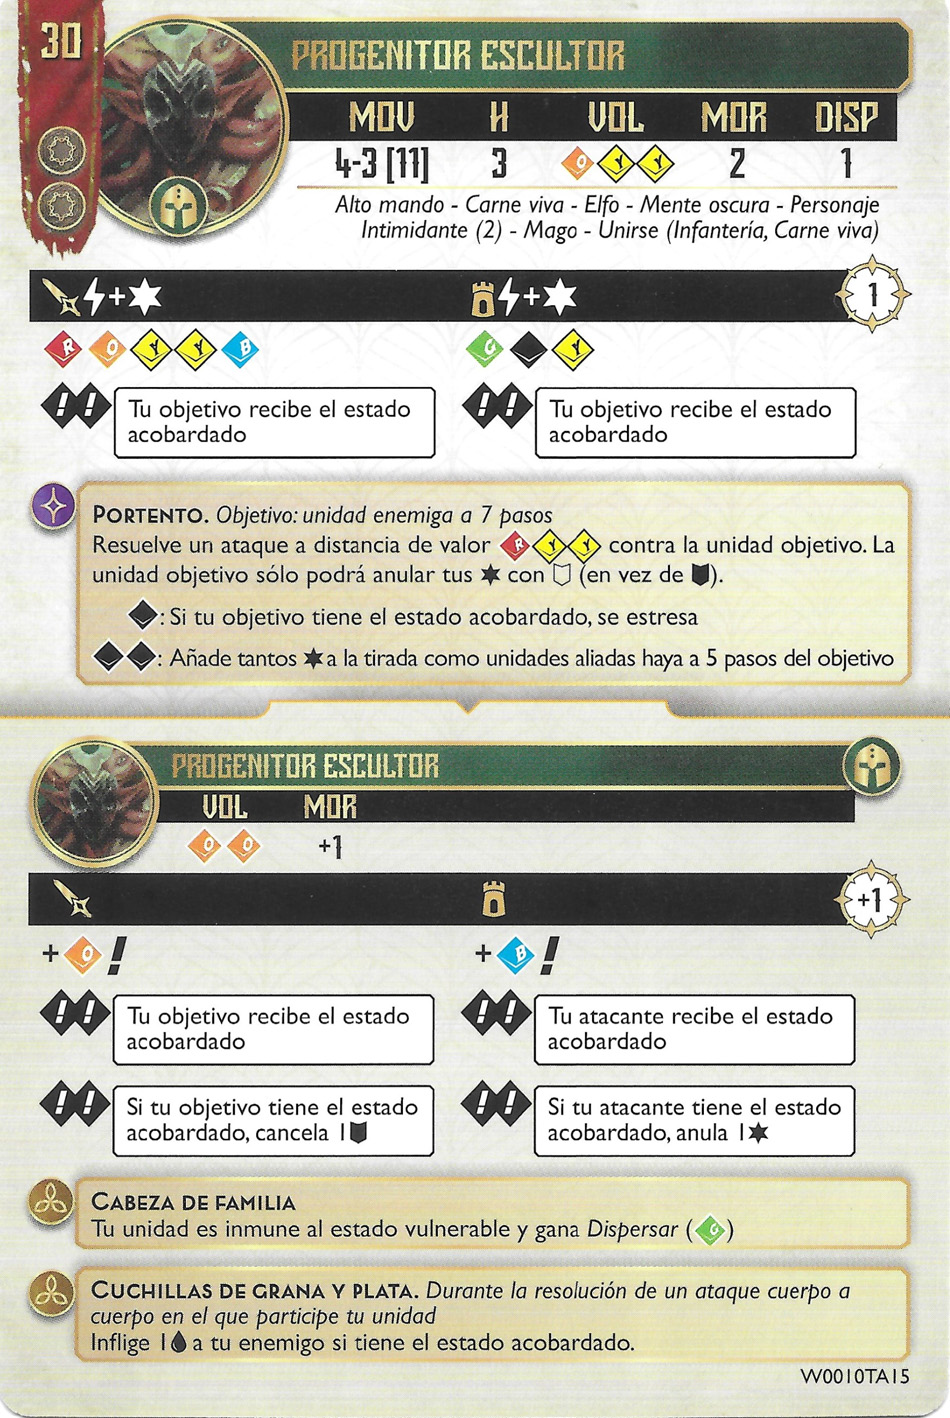 30
PROGENITOR ESCULTOR
MOV H VOL MOR DISP
4-3 [11] 3 O Y Y 2 1
Alto mando - Carne viva - Elfo - Mente oscura - Personaje
Intimidante (2) - Mago - Unirse (Infantería, Carne viva)
+ + 1
R O Y Y B G Y
! ! Tu objetivo recibe el estado
acobardado
! ! Tu objetivo recibe el estado
acobardado
PORTENTO. Objetivo: unidad enemiga a 7 pasos
Resuelve un ataque a distancia de valor R Y Y contra la unidad objetivo. La
unidad objetivo sólo podrá anular tus con (en vez de ).
: Si tu objetivo tiene el estado acobardado, se estresa
: Añade tantos a la tirada como unidades aliadas haya a 5 pasos del objetivo
PROGENITOR ESCULTOR
VOL MOR
O O +1
+1
+ O ! + B !
! ! Tu objetivo recibe el estado
acobardado
! ! Tu atacante recibe el estado
acobardado
! ! Si tu objetivo tiene el estado
acobardado, cancela 1
! ! Si tu atacante tiene el estado
acobardado, anula 1
CABEZA DE FAMILIA
Tu unidad es inmune al estado vulnerable y gana Dispersar (G)
CUCHILLAS DE GRANA Y PLATA. Durante la resolución de un ataque cuerpo a
cuerpo en el que participe tu unidad
Inflige 1 a tu enemigo si tiene el estado acobardado.
W0010TA15